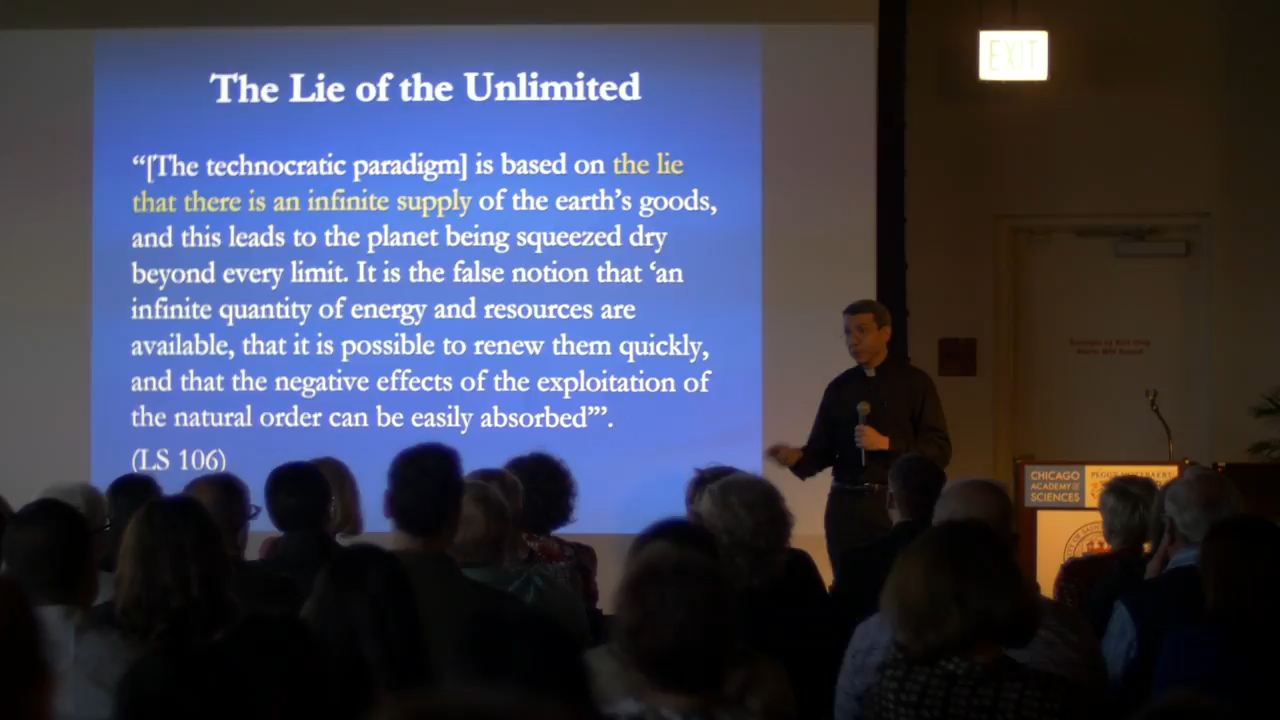 The Lie of the Unlimited
“[The technocratic paradigm] is based on the lie
that there is an infinite supply of the earth’s goods,
and this leads to the planet being squeezed dry
beyond every limit. It is the false notion that ‘an
infinite quantity of energy and resources are
available, that it is possible to renew them quickly,
and that the negative effects of the exploitation of
the natural order can be easily absorbed’”.
(LS 106)
EXIT
CHICAGO
ACADEMY OF
SCIENCES
PEGGY NOTEBAERT